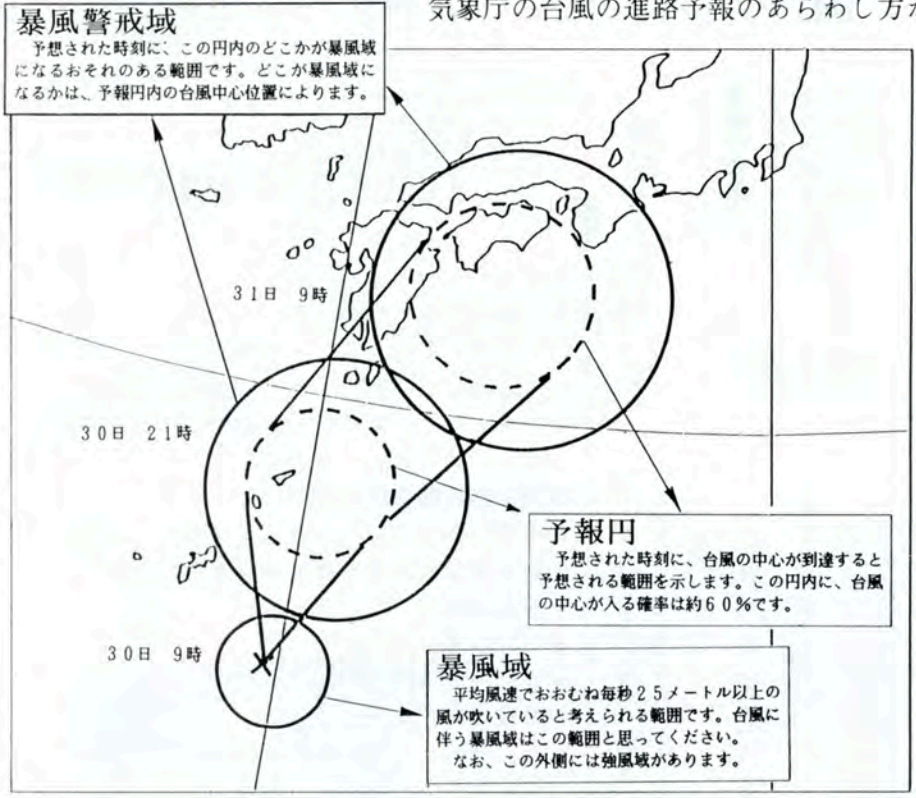 気象庁の台風の進路予報のあらわし方が
暴風警戒域
予想された時刻に、この円内のどこかが暴風域
になるおそれのある範囲です。どこが暴風域に
なるかは、予報円内の台風中心位置によります。
31日 9時
30日 21時
予報円
予想された時刻に、台風の中心が到達すると
予想される範囲を示します。この円内に、台風
の中心が入る確率は約60%です。
30日 9時
暴風域
平均風速でおおむね毎秒25メートル以上の
風が吹いていると考えられる範囲です。台風に
伴う暴風域はこの範囲と思ってください。
なお、この外側には強風域があります。